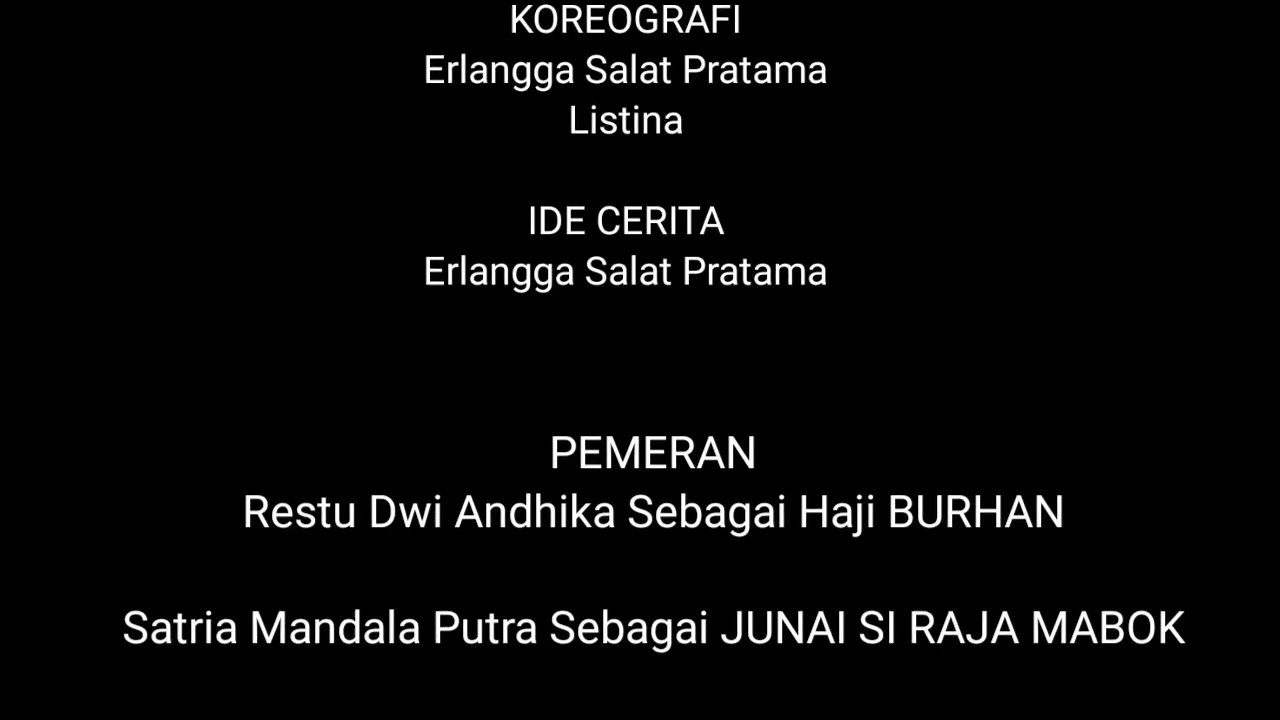 KOREOGRAFI
Erlangga Salat Pratama
Listina
IDE CERITA
Erlangga Salat Pratama
PEMERAN
Restu Dwi Andhika Sebagai Haji BURHAN
Satria Mandala Putra Sebagai JUNAI SI RAJA MABOK